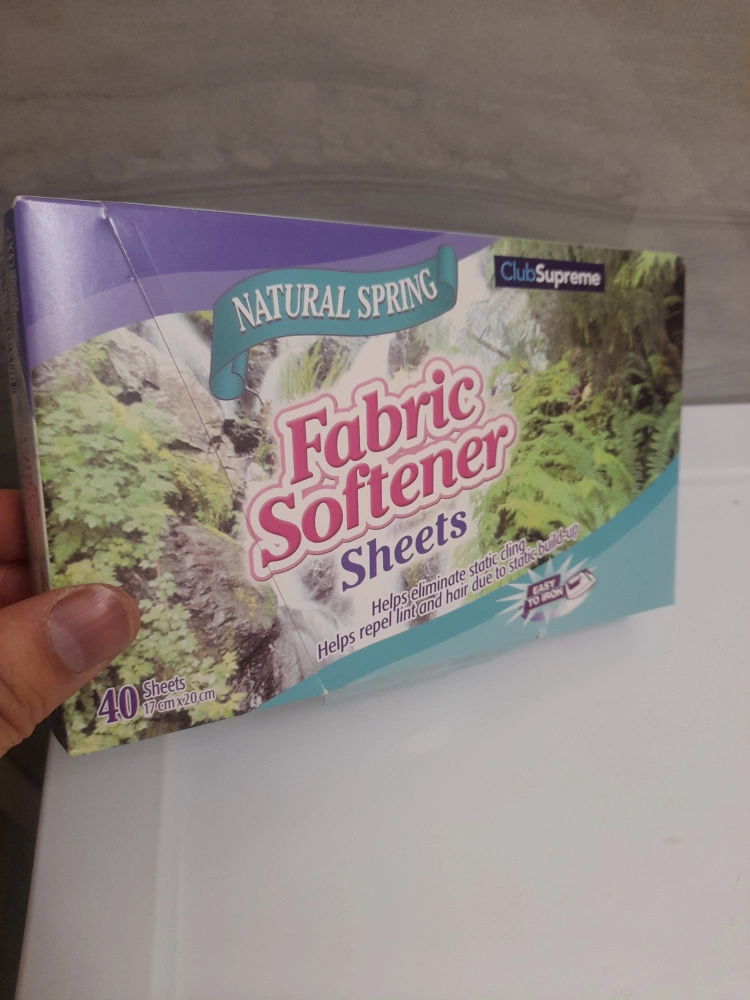 NATURAL SPRING
ClubSupreme
Fabric
Softener
Sheets
Helps eliminate static cling
Helps repel lint and hair due to static build-up
EASY
TO IRON
40 Sheets
17 cm x 20 cm